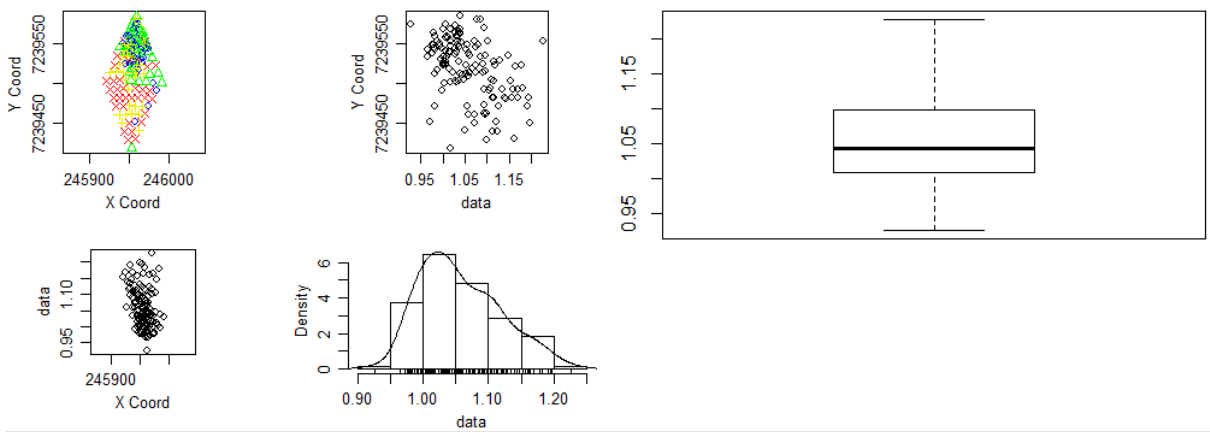 Y Coord
7239450 7239550
245900 246000
X Coord
Y Coord
7239450 7239550
0.95 1.05 1.15
data
0.95 1.05 1.15
data
0.95 1.10
245900
X Coord
Density
0 2 4 6
0.90 1.00 1.10 1.20
data